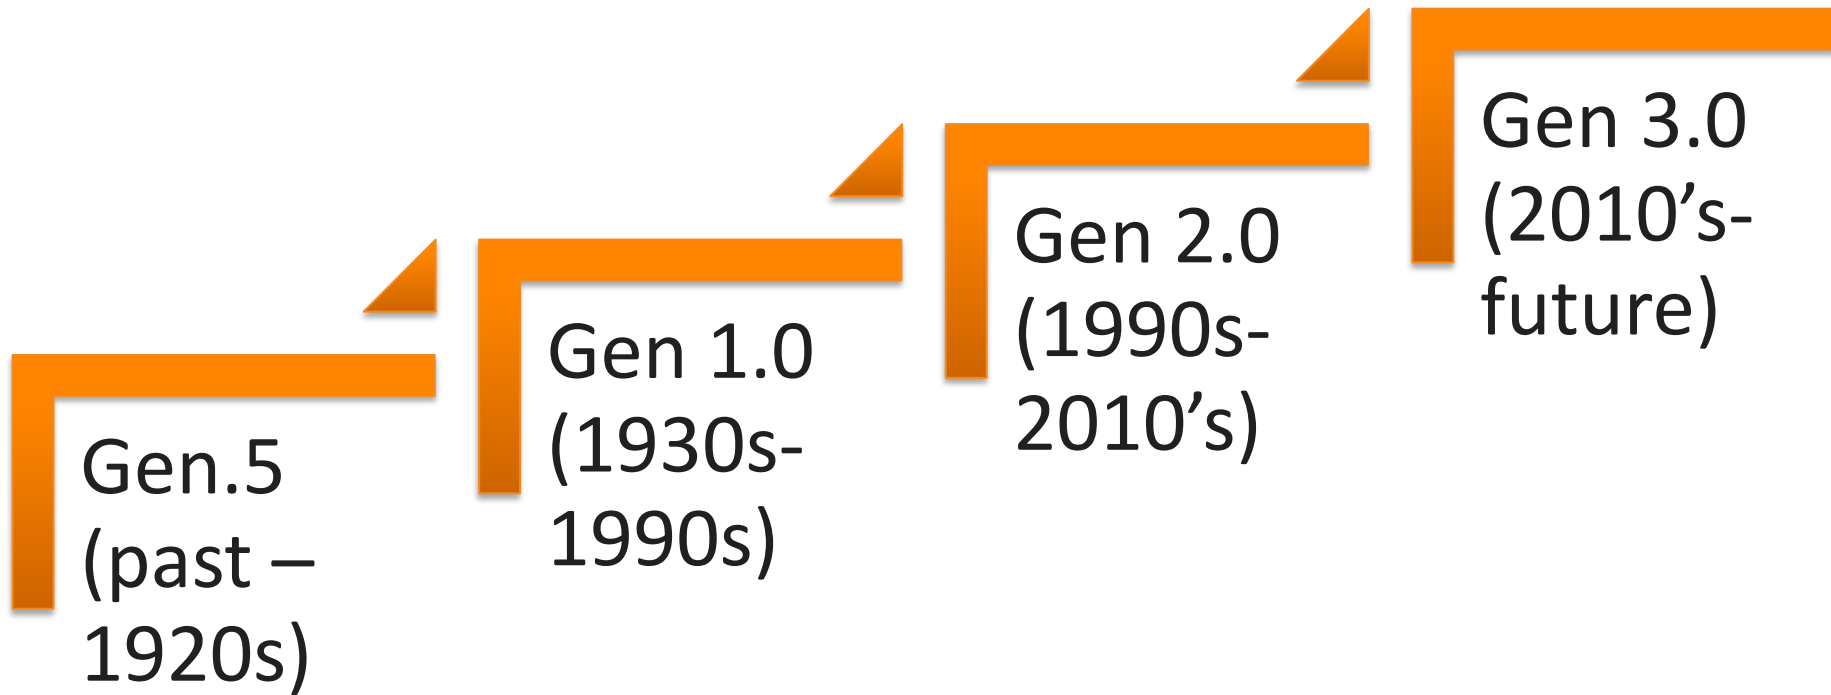 Gen.5
(past –
1920s)
Gen 1.0
(1930s-
1990s)
Gen 2.0
(1990s-
2010’s)
Gen 3.0
(2010’s-
future)